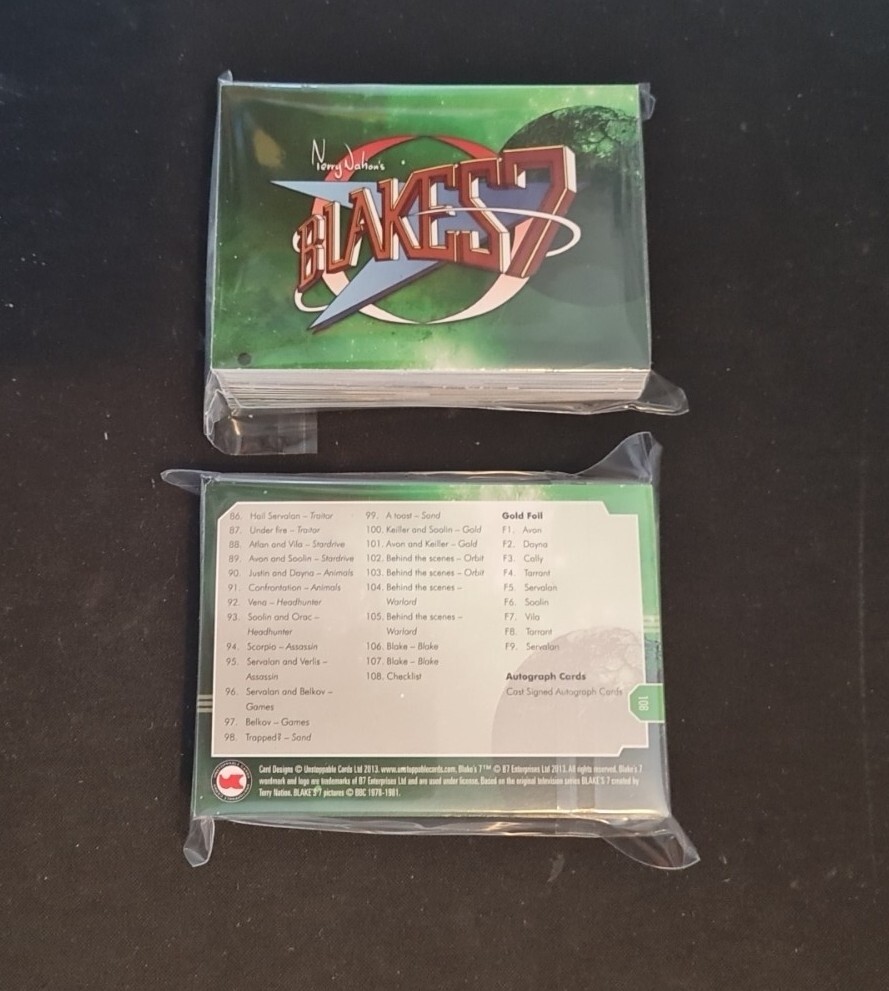 Terry Nation's
BLAKE'S 7
86. Hail Servalan – Traitor
87. Under fire – Traitor
88. Atlan and Vila – Stardrive
89. Avon and Soolin – Stardrive
90. Justin and Dayna – Animals
91. Confrontation – Animals
92. Vena – Headhunter
93. Soolin and Orac –
Headhunter
94. Scorpio – Assassin
95. Servalan and Verlis –
Assassin
96. Servalan and Belkov –
Games
97. Belkov – Games
98. Trapped? – Sand
99. A toast – Sand
100. Keiller and Soolin – Gold
101. Avon and Keiller – Gold
102. Behind the scenes – Orbit
103. Behind the scenes – Orbit
104. Behind the scenes –
Warlord
105. Behind the scenes –
Warlord
106. Blake – Blake
107. Blake – Blake
108. Checklist
Gold Foil
F1. Avon
F2. Dayna
F3. Cally
F4. Tarrant
F5. Servalan
F6. Soolin
F7. Vila
F8. Tarrant
F9. Servalan
Autograph Cards
Cast Signed Autograph Cards
108
Card Designs © Unstoppable Cards Ltd 2013. www.unstoppablecards.com. Blake's 7™ © B7 Enterprises Ltd 2013. All rights reserved. Blake's 7
wordmark and logo are trademarks of B7 Enterprises Ltd and are used under license. Based on the original television series BLAKE'S 7 created by
Terry Nation. BLAKE'S 7 pictures © BBC 1978-1981.